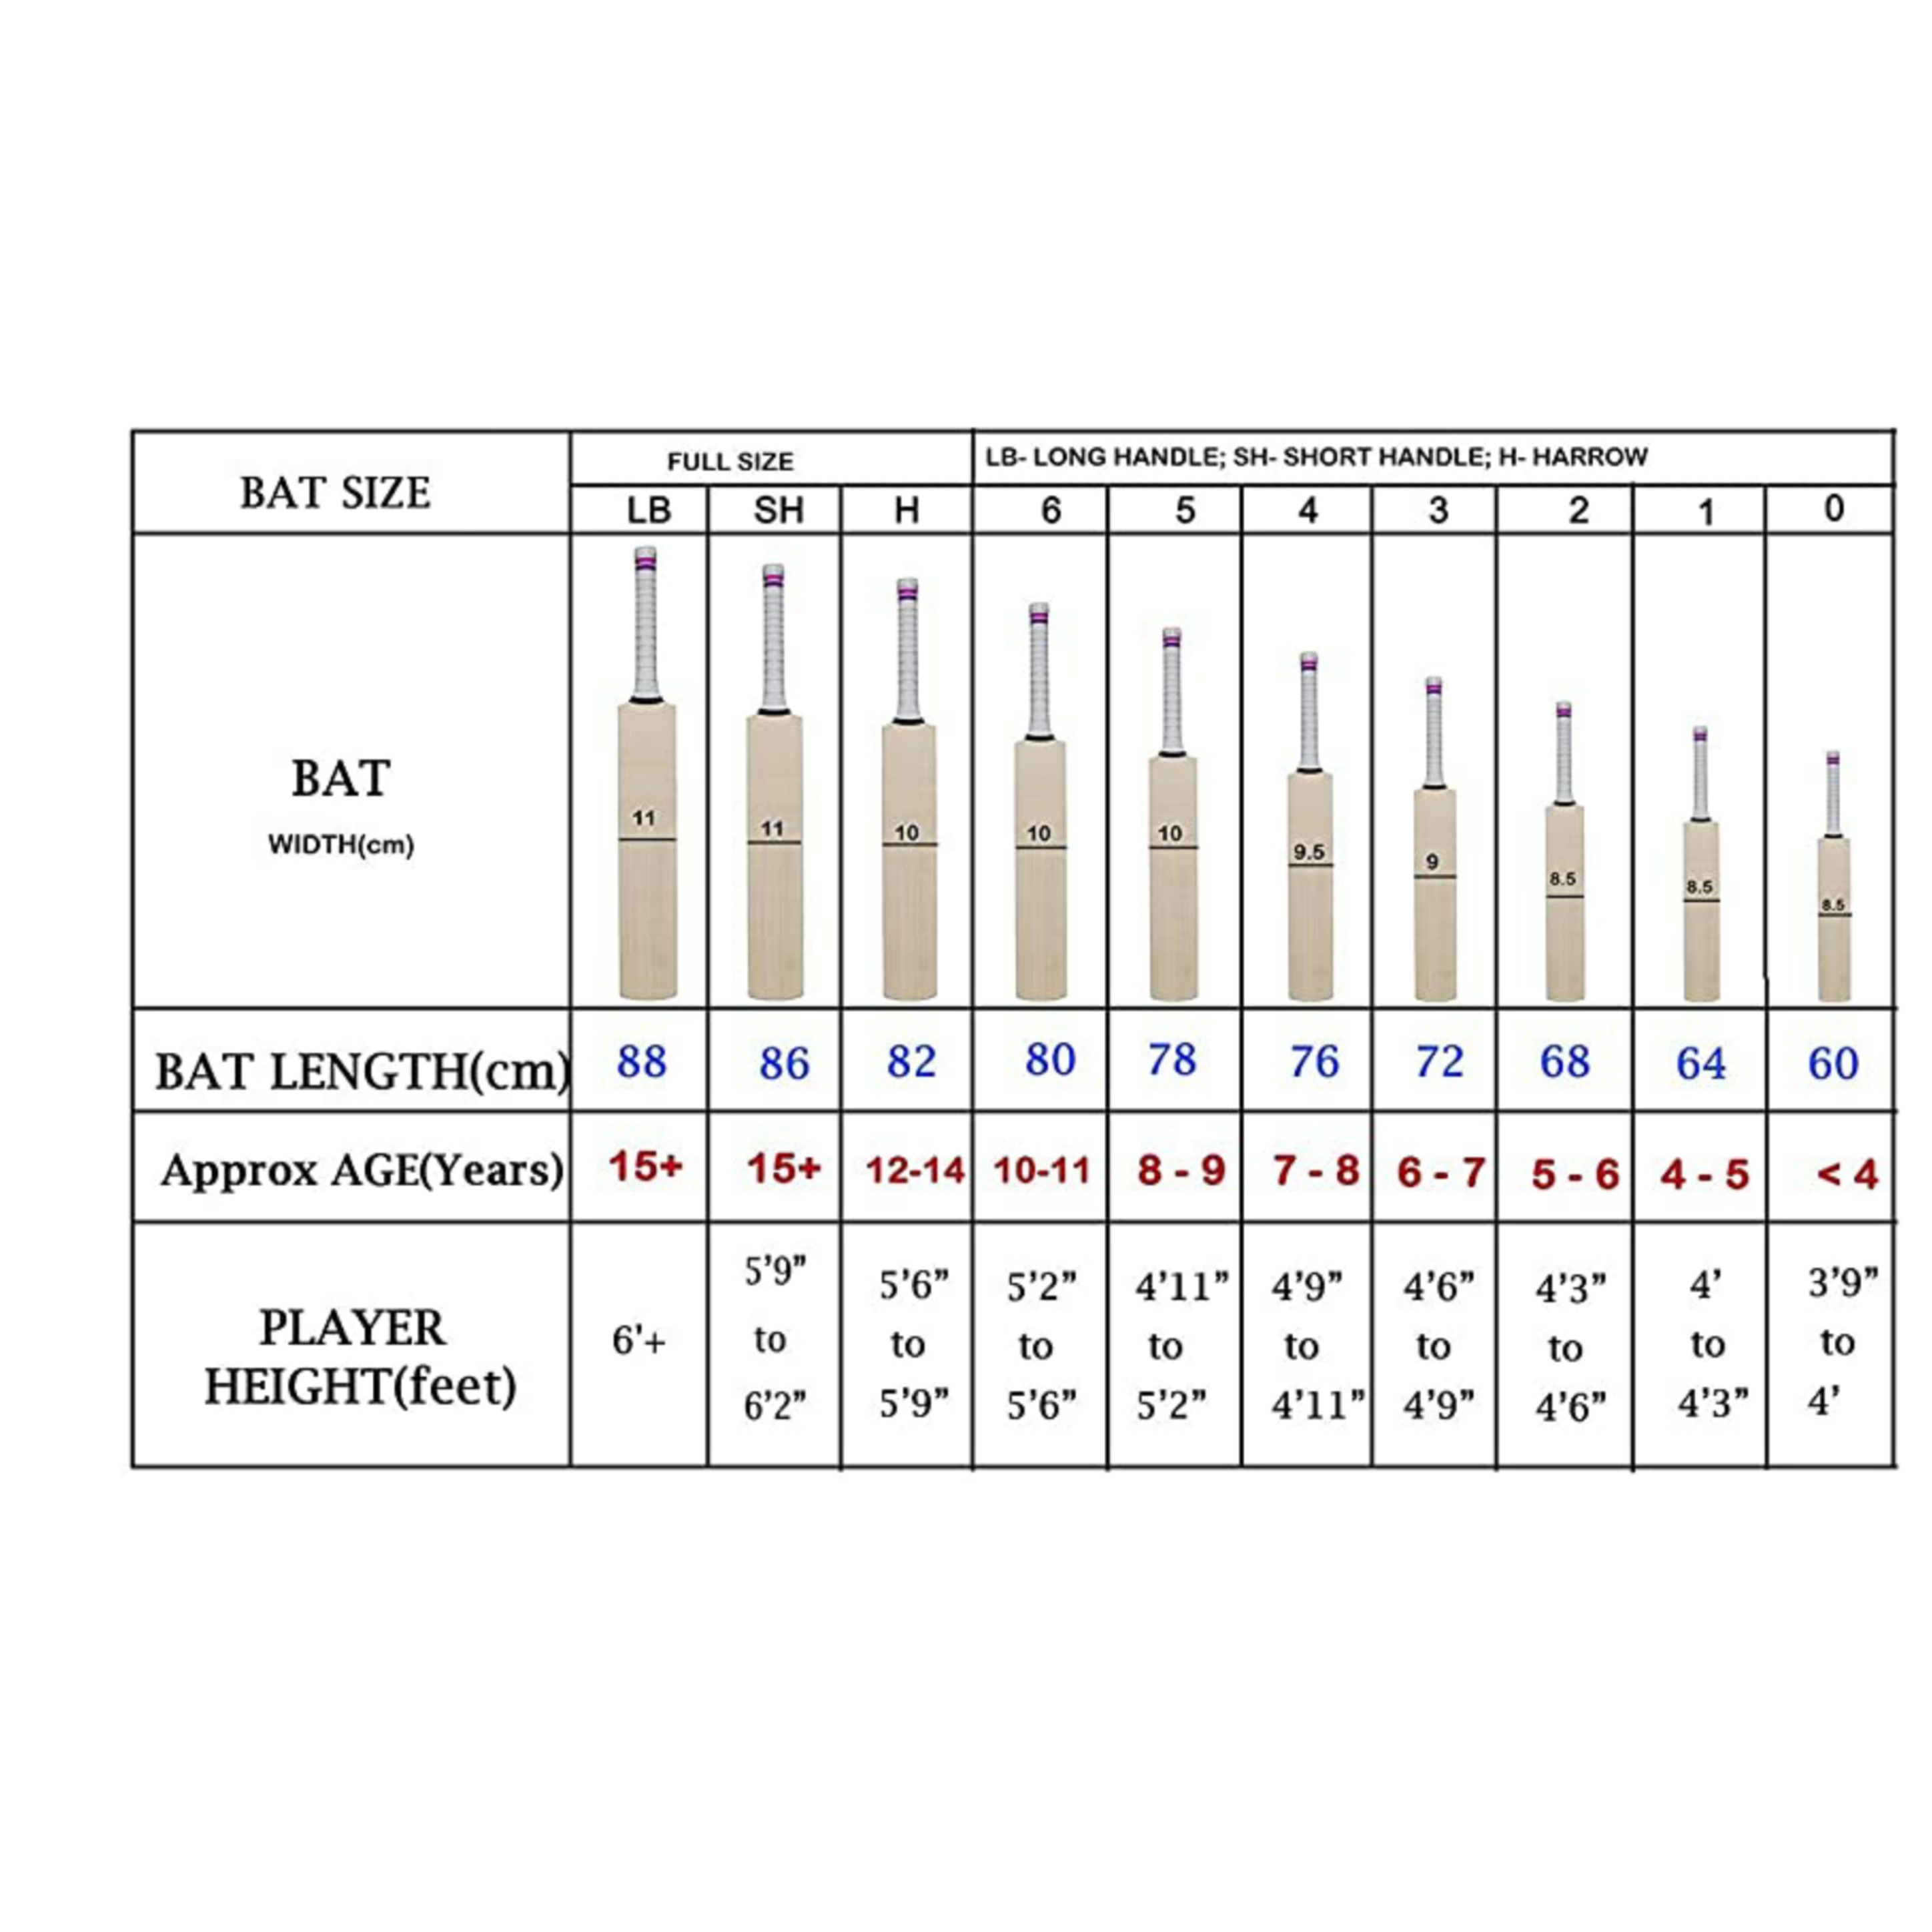 BAT SIZE
FULL SIZE
LB- LONG HANDLE; SH- SHORT HANDLE; H- HARROW
LB SH H 6 5 4 3 2 1 0
BAT
WIDTH(cm)
11 11 10 10 10 9.5 9 8.5 8.5 8.5
BAT LENGTH(cm) 88 86 82 80 78 76 72 68 64 60
Approx AGE(Years) 15+ 15+ 12-14 10-11 8 - 9 7 - 8 6 - 7 5 - 6 4 - 5 < 4
PLAYER
HEIGHT(feet)
6'+
5’9” to 6’2”
5’6” to 5’9”
5’2” to 5’6”
4’11” to 5’2”
4’9” to 4’11”
4’6” to 4’9”
4’3” to 4’6”
4’ to 4’3”
3’9” to 4’